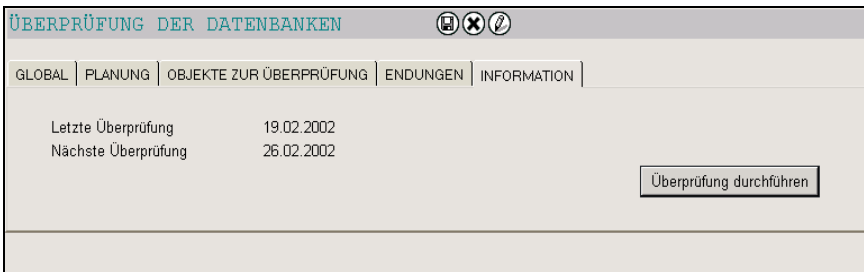 ÜBERPRÜFUNG DER DATENBANKEN
GLOBAL PLANUNG OBJEKTE ZUR ÜBERPRÜFUNG ENDUNGEN INFORMATION
Letzte Überprüfung 19.02.2002
Nächste Überprüfung 26.02.2002
Überprüfung durchführen